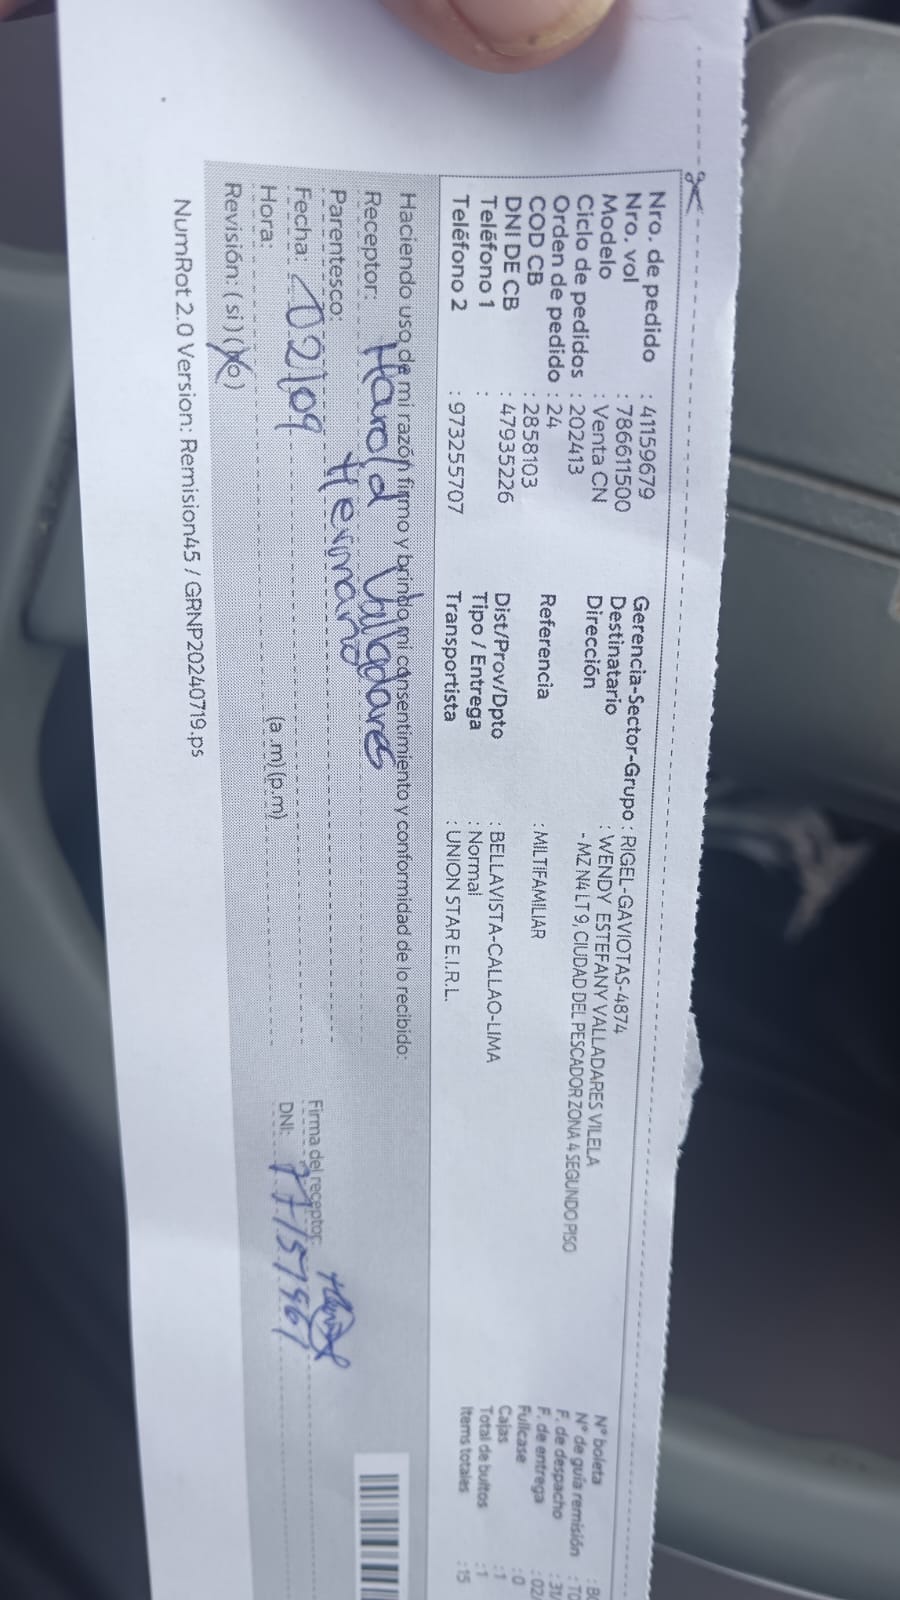 Nro. de pedido : 41159679
Nro. vol : 786611500
Modelo : Venta CN
Ciclo de pedidos : 202413
Orden de pedido : 24
COD CB : 2858103
DNI DE CB : 47935226
Teléfono 1 :
Teléfono 2 : 973255707
Gerencia-Sector-Grupo : RIGEL-GAVIOTAS-4874
Destinatario : WENDY ESTEFANY VALLADARES VILELA
Dirección - MZ N4 LT 9, CIUDAD DEL PESCADOR ZONA 4 SEGUNDO PISO
Referencia : MILTIFAMILIAR
Dist/Prov/Dpto : BELLAVISTA-CALLAO-LIMA
Tipo / Entrega : Normal
Transportista : UNION STAR E.I.R.L.
N° boleta
N° de guía remisión
F. de despacho : 31/
F. de entrega : 02/
Fullcase : 0
Cajas : 1
Total de bultos : 1
Items totales : 15
Haciendo uso de mi razón firmo y brindo mi consentimiento y conformidad de lo recibido:
Receptor: Harold Valladares
Parentesco: Hermano
Fecha: 02/09
Hora: (a.m) (p.m)
Revisión: (si) (no)
Firma del receptor:
DNI:
NumRot 2.0 Version: Remision45 / GRNP20240719.ps